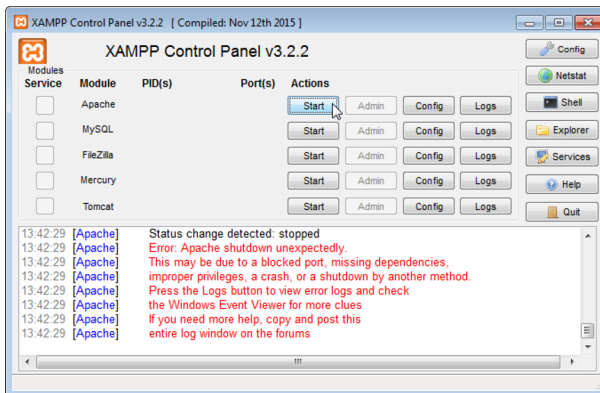 XAMPP Control Panel v3.2.2 [ Compiled: Nov 12th 2015 ]
XAMPP Control Panel v3.2.2
Config
Modules
Service Module PID(s) Port(s) Actions
Netstat
Apache Start Admin Config Logs
Shell
MySQL Start Admin Config Logs
Explorer
FileZilla Start Admin Config Logs
Services
Mercury Start Admin Config Logs
Help
Tomcat Start Admin Config Logs
Quit
13:42:29 [Apache] Status change detected: stopped
13:42:29 [Apache] Error: Apache shutdown unexpectedly.
13:42:29 [Apache] This may be due to a blocked port, missing dependencies,
13:42:29 [Apache] improper privileges, a crash, or a shutdown by another method.
13:42:29 [Apache] Press the Logs button to view error logs and check
13:42:29 [Apache] the Windows Event Viewer for more clues
13:42:29 [Apache] If you need more help, copy and post this
13:42:29 [Apache] entire log window on the forums